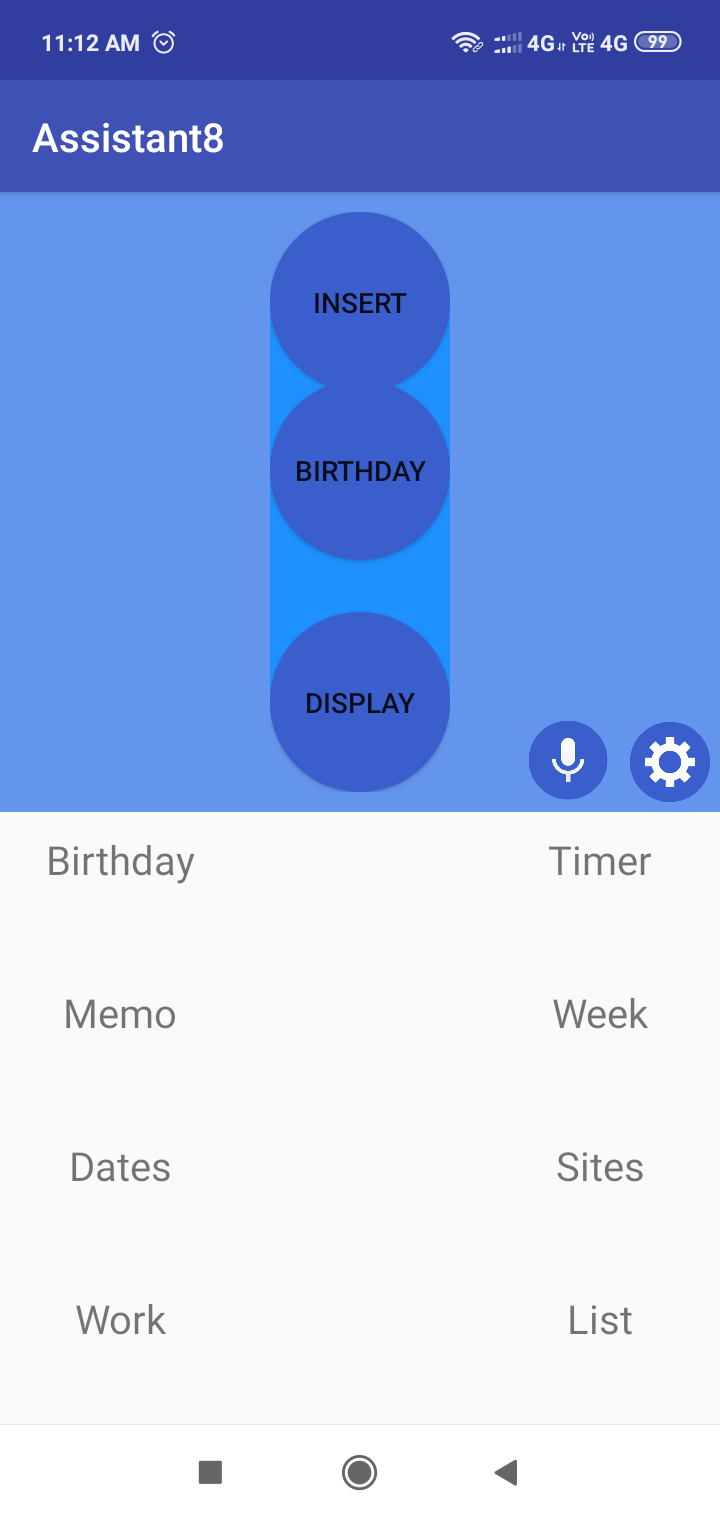 11:12 AM 4G Vo) LTE 4G 99
Assistant8
INSERT
BIRTHDAY
DISPLAY
Birthday Timer
Memo Week
Dates Sites
Work List